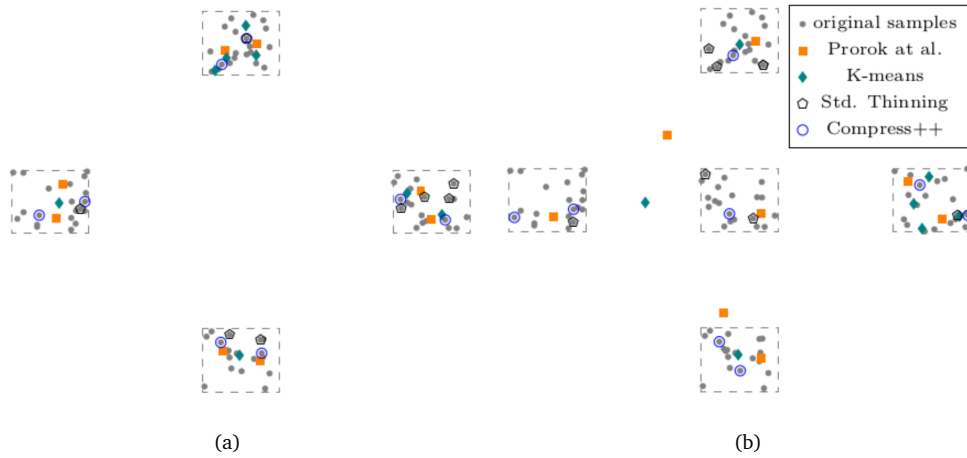 original samples
Prorok at al.
K-means
Std. Thinning
Compress++
(a)
(b)